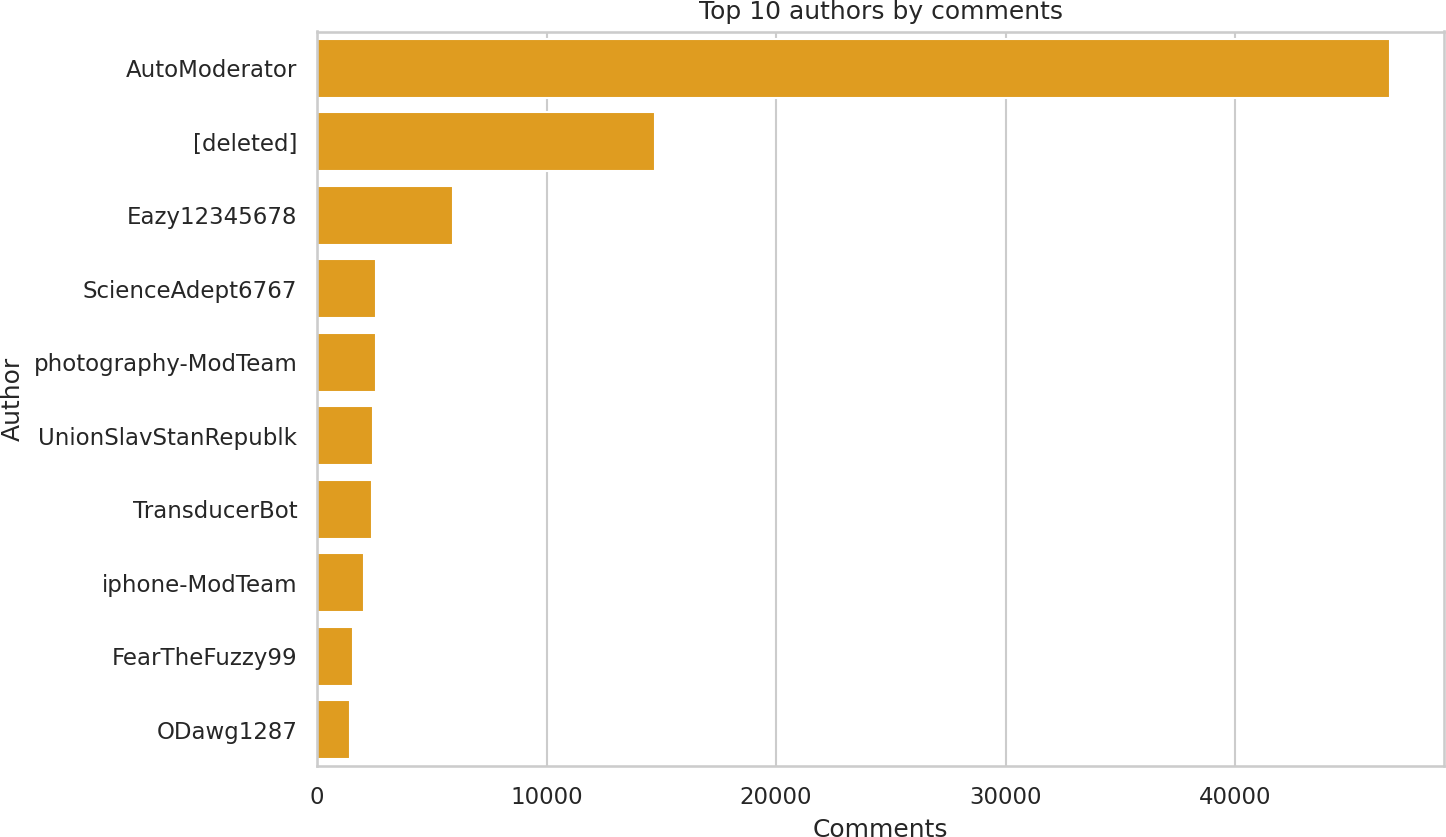 Top 10 authors by comments
AutoModerator
[deleted]
Eazy12345678
ScienceAdept6767
photography-ModTeam
UnionSlavStanRepublk
TransducerBot
iphone-ModTeam
FearTheFuzzy99
ODawg1287
Author
0 10000 20000 30000 40000
Comments